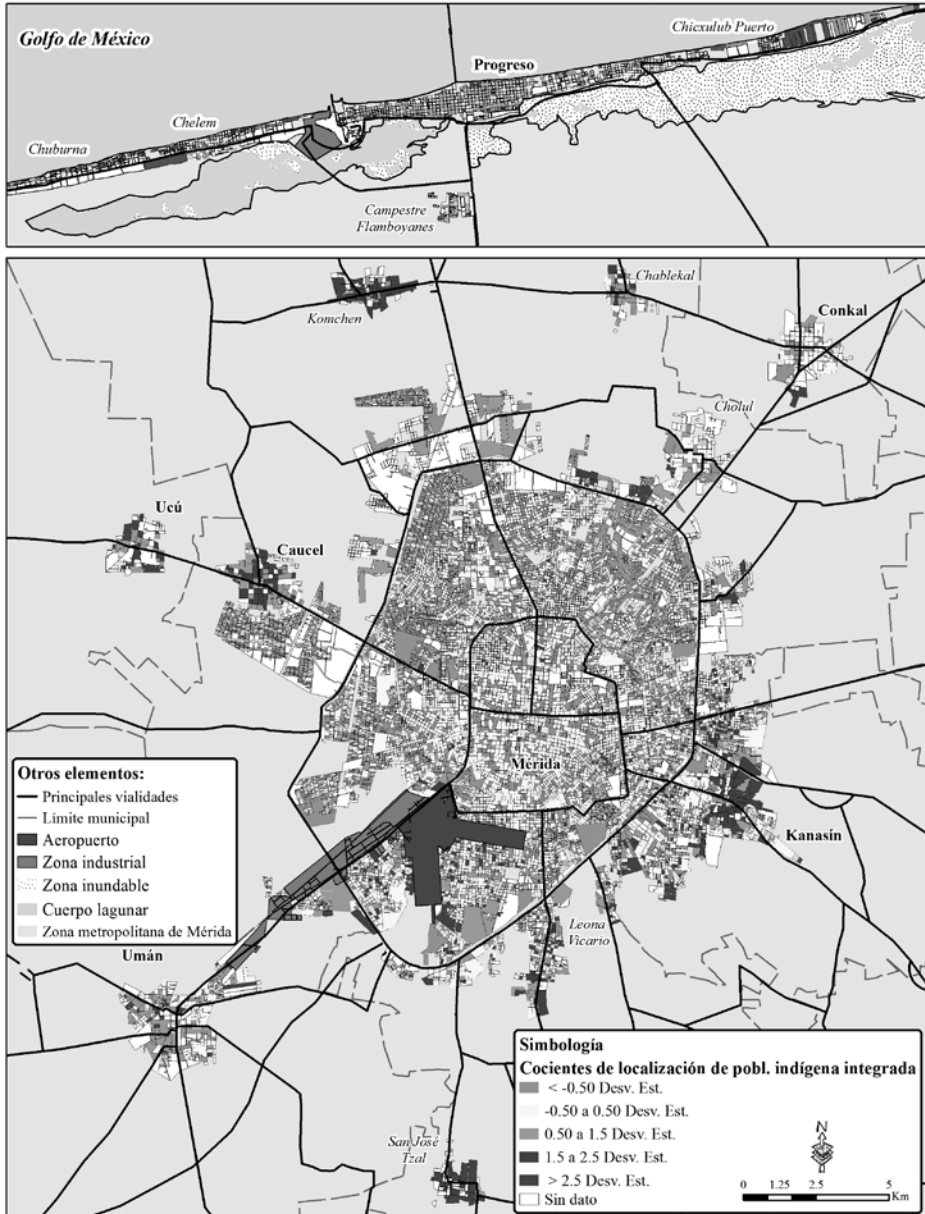 Golfo de México
Chicxulub Puerto
Progreso
Chelem
Chuburna
Campestre
Flamboyanes
Chablekal
Komchen
Conkal
Cholul
Ucú
Caucel
Mérida
Otros elementos:
Principales vialidades
Límite municipal
Aeropuerto
Zona industrial
Zona inundable
Cuerpo lagunar
Zona metropolitana de Mérida
Kanasín
Leona
Vicario
Umán
San José
Tzal
Simbología
Cocientes de localización de pobl. indígena integrada
< -0.50 Desv. Est.
-0.50 a 0.50 Desv. Est.
0.50 a 1.5 Desv. Est.
1.5 a 2.5 Desv. Est.
> 2.5 Desv. Est.
Sin dato
N
0 1.25 2.5 5
Km